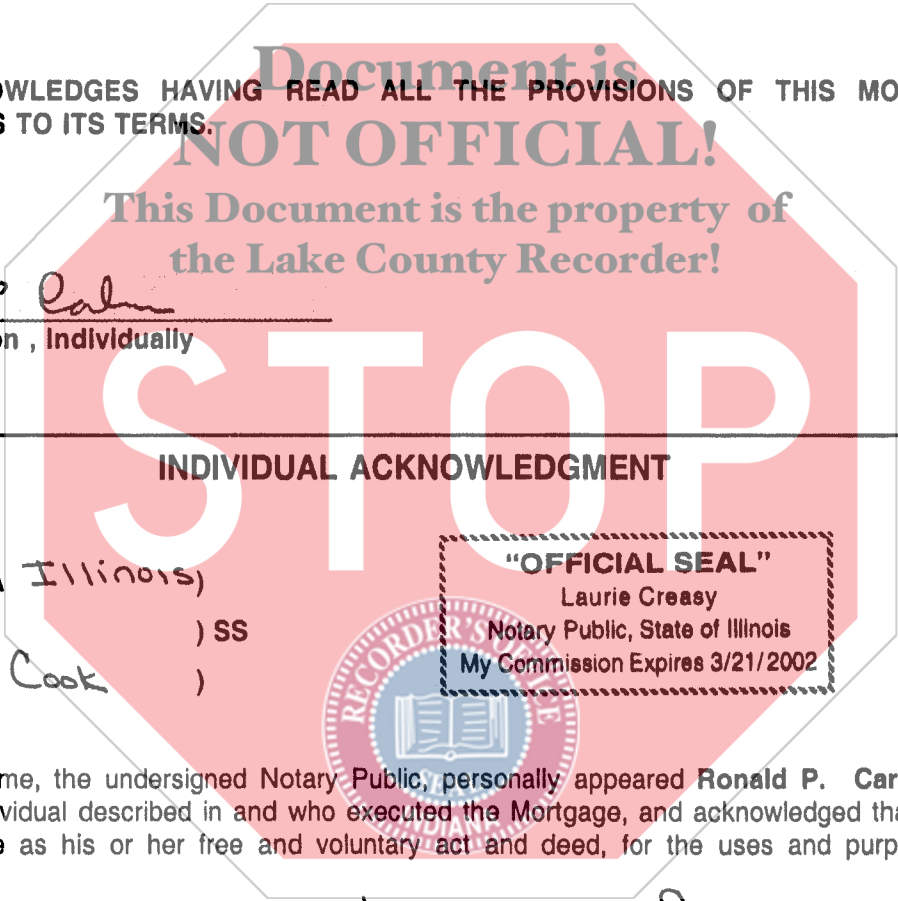 Document is
OWLEDGES HAVING READ ALL THE PROVISIONS OF THIS MO
S TO ITS TERMS.
NOT OFFICIAL!
This Document is the property of
the Lake County Recorder!
n , Individually
STOP
INDIVIDUAL ACKNOWLEDGMENT
Illinois)
) SS
Cook )
"OFFICIAL SEAL"
Laurie Creasy
Notary Public, State of Illinois
My Commission Expires 3/21/2002
RECORDER'S OFFICE
SEAL
INDIANA
me, the undersigned Notary Public, personally appeared Ronald P. Car
vidual described in and who executed the Mortgage, and acknowledged tha
e as his or her free and voluntary act and deed, for the uses and purp